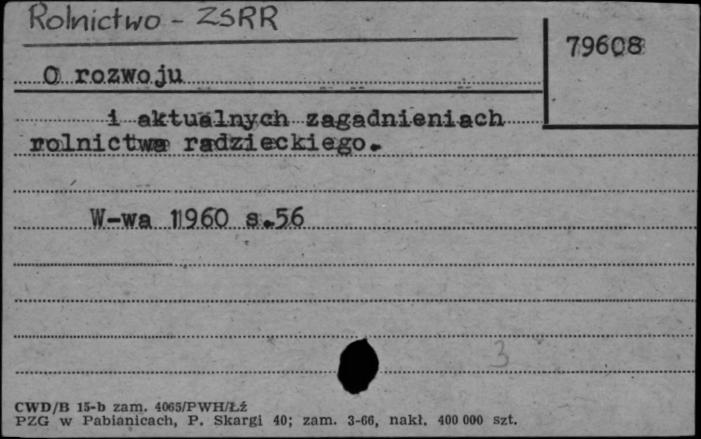 Rolnictwo - ZSRR
79608
O rozwoju
i aktualnych zagadnieniach
rolnictwa radzieckiego.
W-wa 1960 s.56
3
CWD/B 15-b zam. 4065/PWH/Łź
PZG w Pabianicach, P. Skargi 40; zam. 3-66, nakł. 400 000 szt.